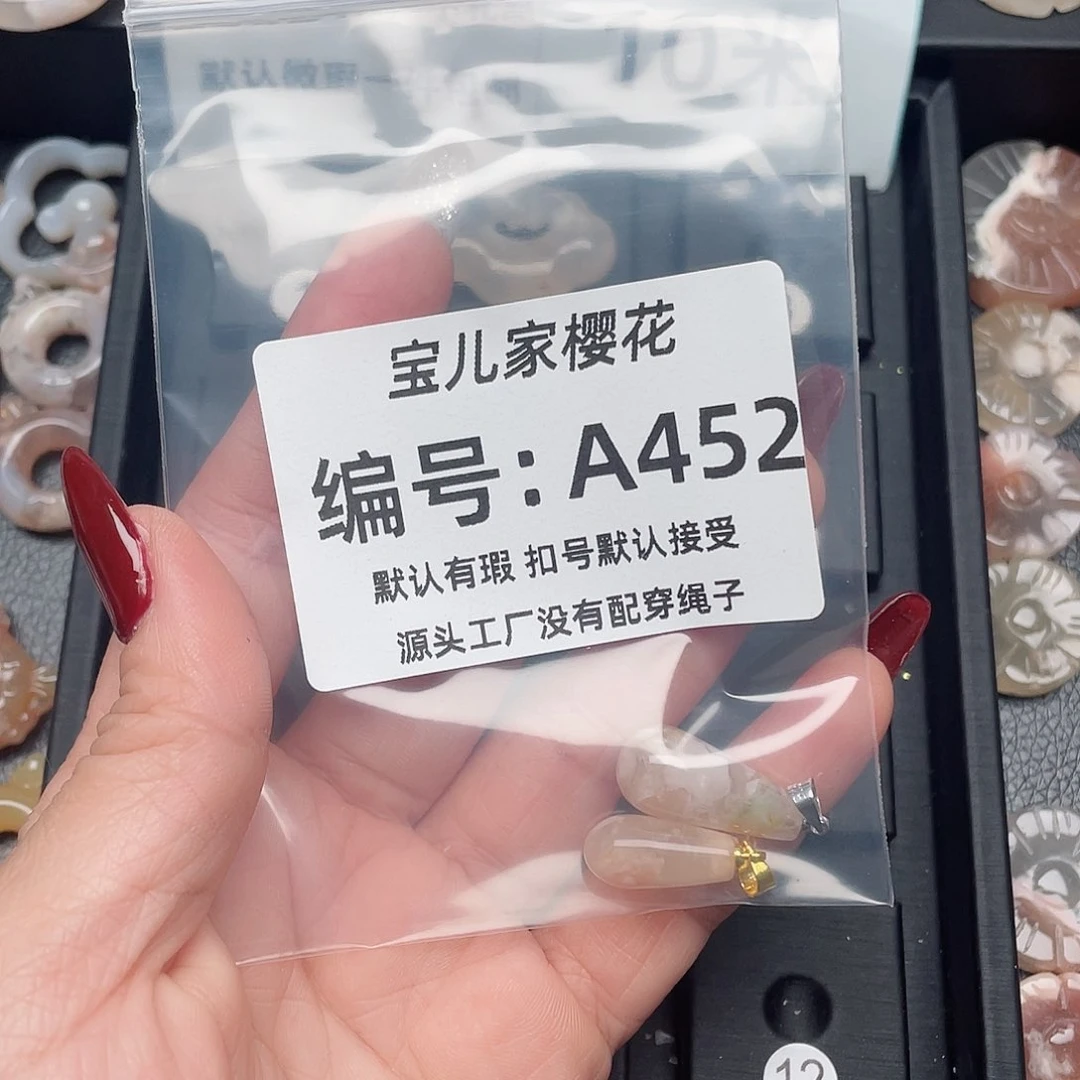 宝儿家樱花
编号:A452
默认有瑕 扣号默认接受
源头工厂没有配穿绳子
12